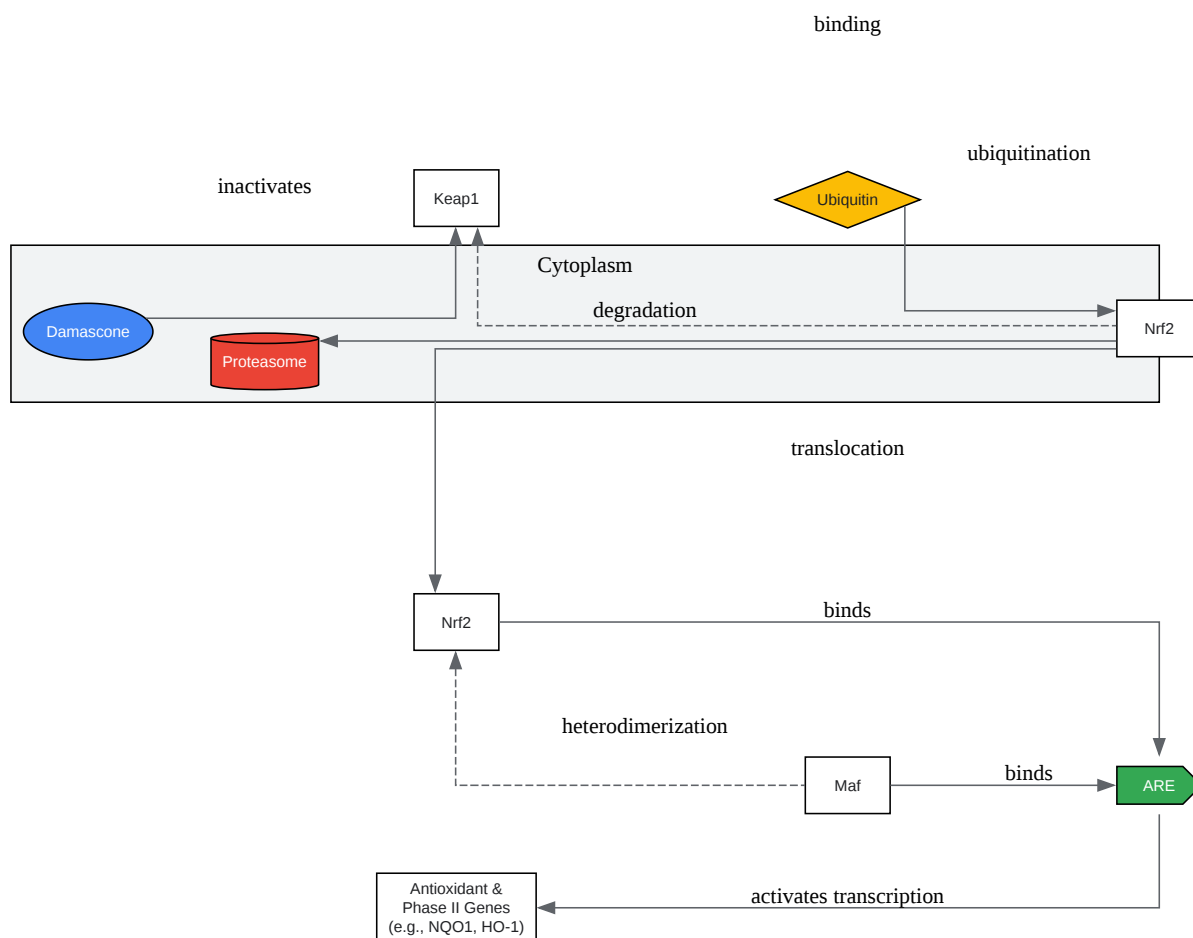 binding
ubiquitination
inactivates
Keap1
Ubiquitin
Cytoplasm
degradation
Damascone
Nrf2
Proteasome
translocation
Nrf2
binds
heterodimerization
Maf
binds
ARE
Antioxidant &
Phase II Genes
(e.g., NQO1, HO-1)
activates transcription